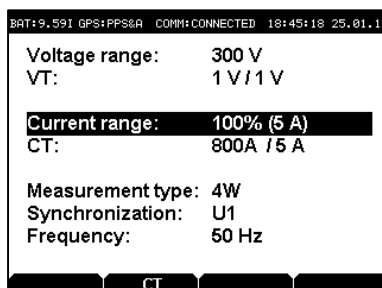 BAT:9.59I GPS:PPS&A COMM:CONNECTED 18:45:18 25.01.1
Voltage range: 300 V
VT: 1 V / 1 V
Current range: 100% (5 A)
CT: 800A / 5 A
Measurement type: 4W
Synchronization: U1
Frequency: 50 Hz
CT